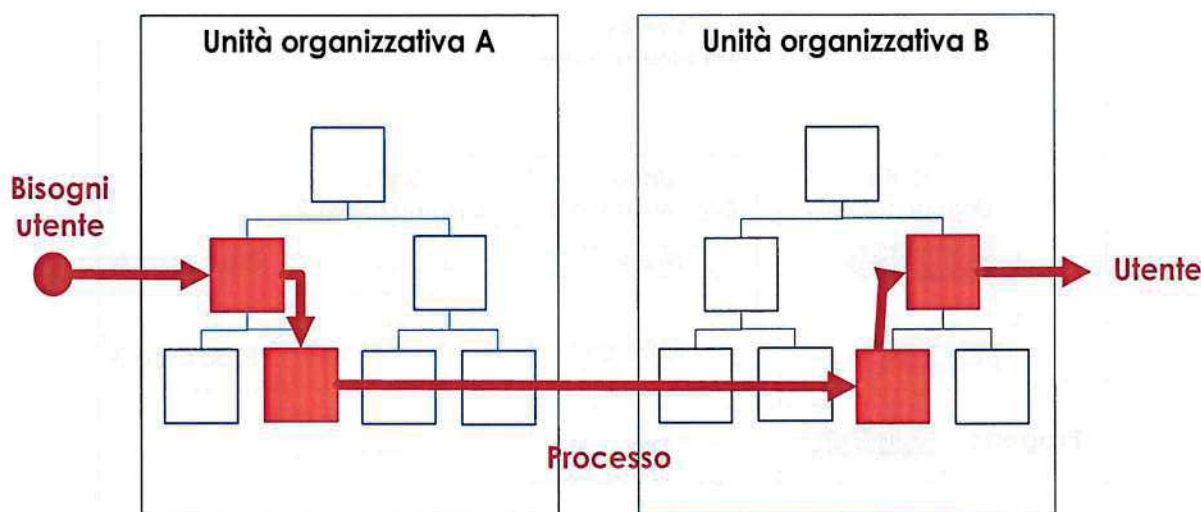 Unità organizzativa A
Unità organizzativa B
Bisogni
utente
Utente
Processo